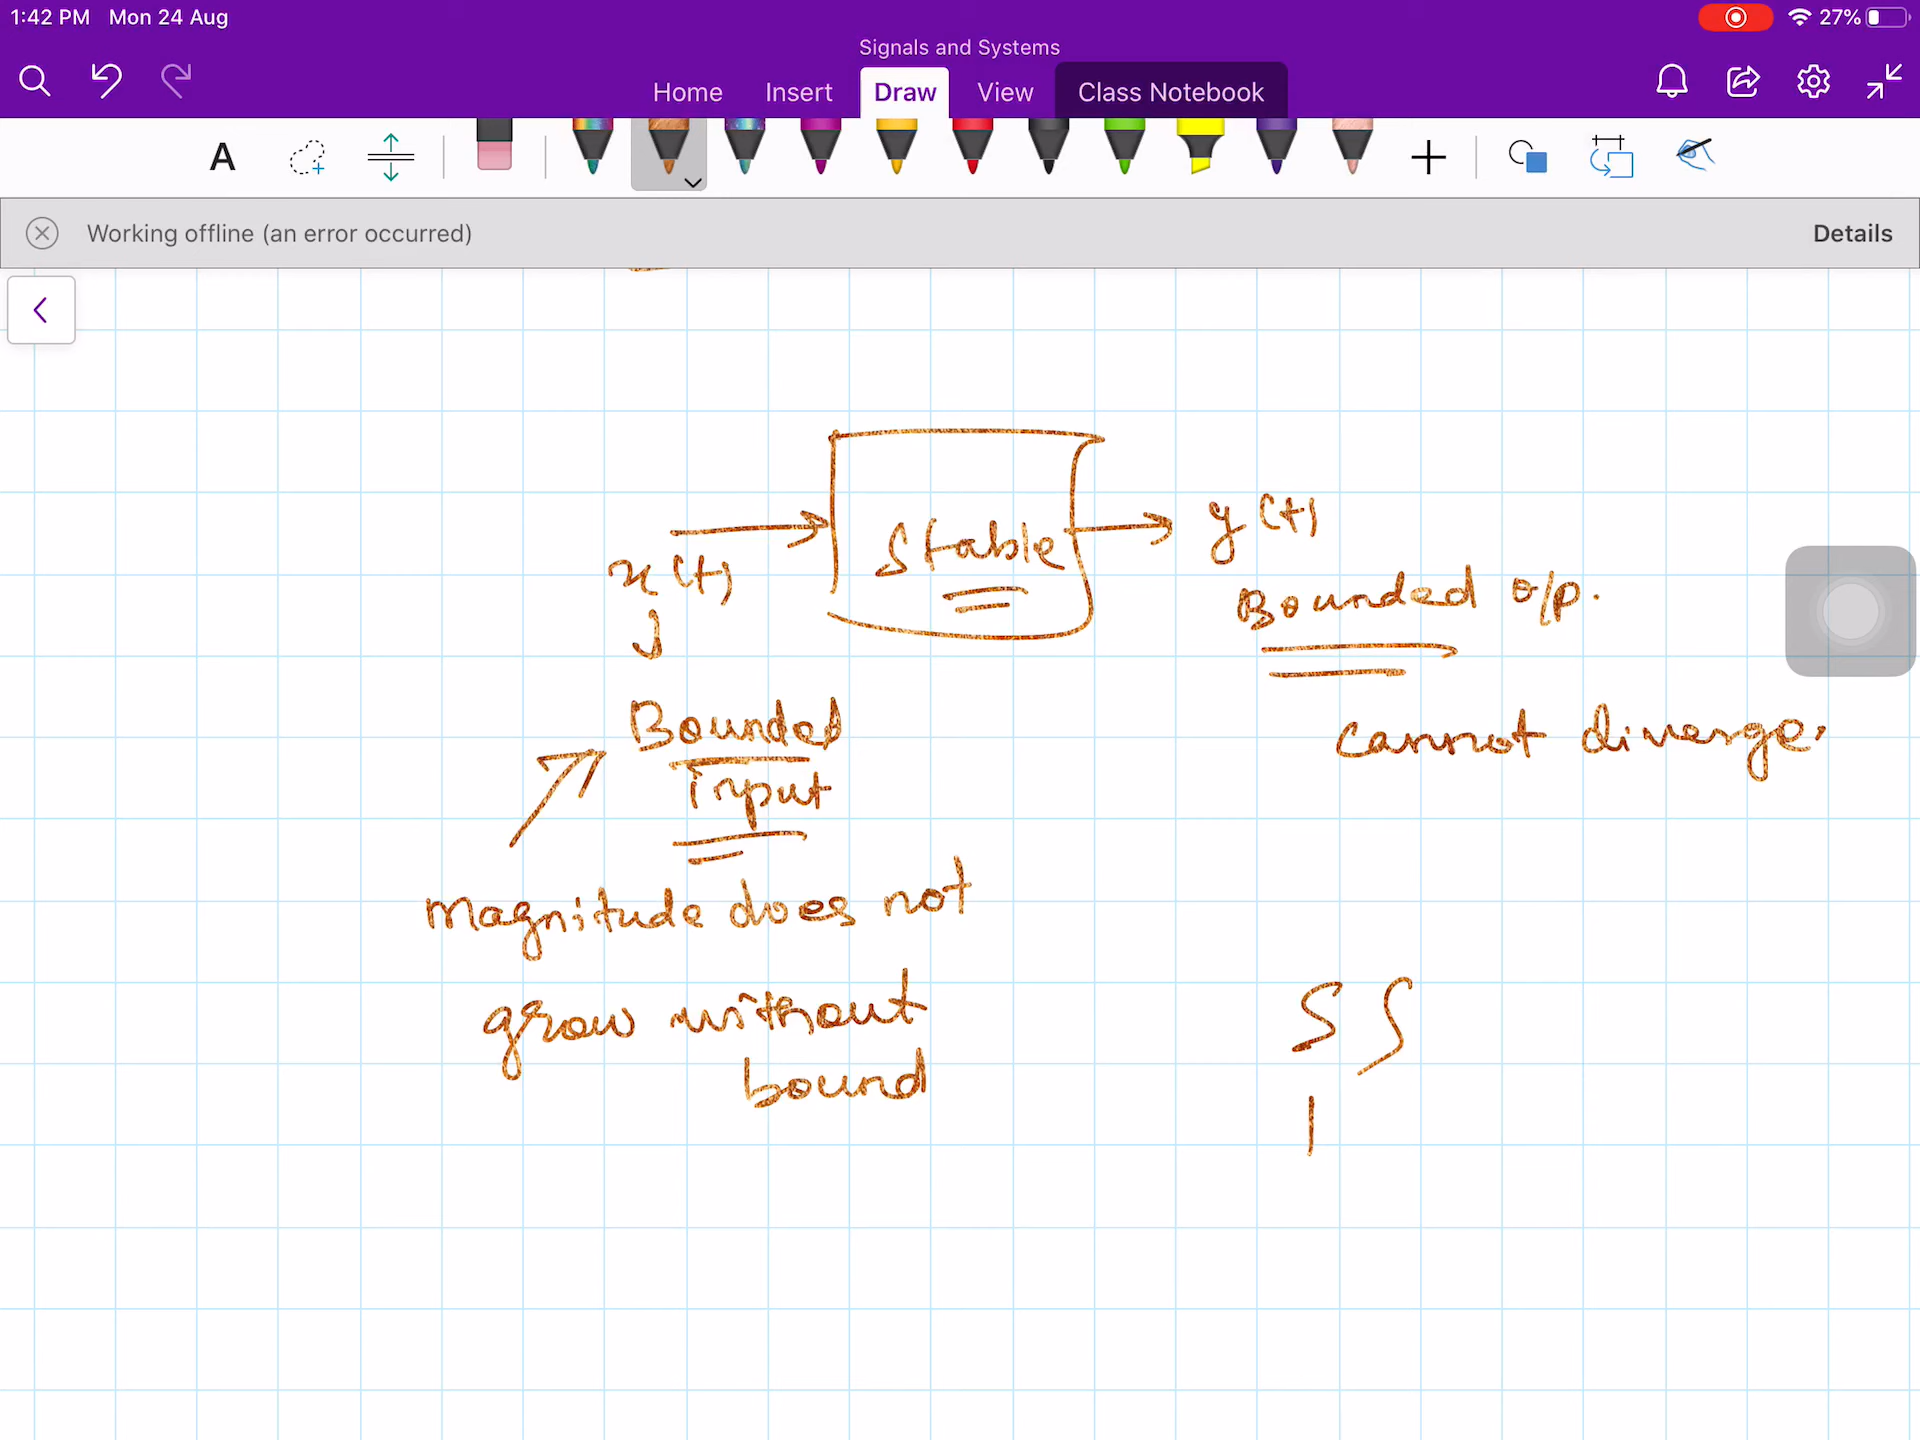 1:42 PM Mon 24 Aug
27%
Signals and Systems
Home Insert Draw View Class Notebook
A
Working offline (an error occurred)
Details
x(t)
Stable
y(t)
Bounded o/p.
cannot diverge.
Bounded
input
magnitude does not
grow without
bound
S S